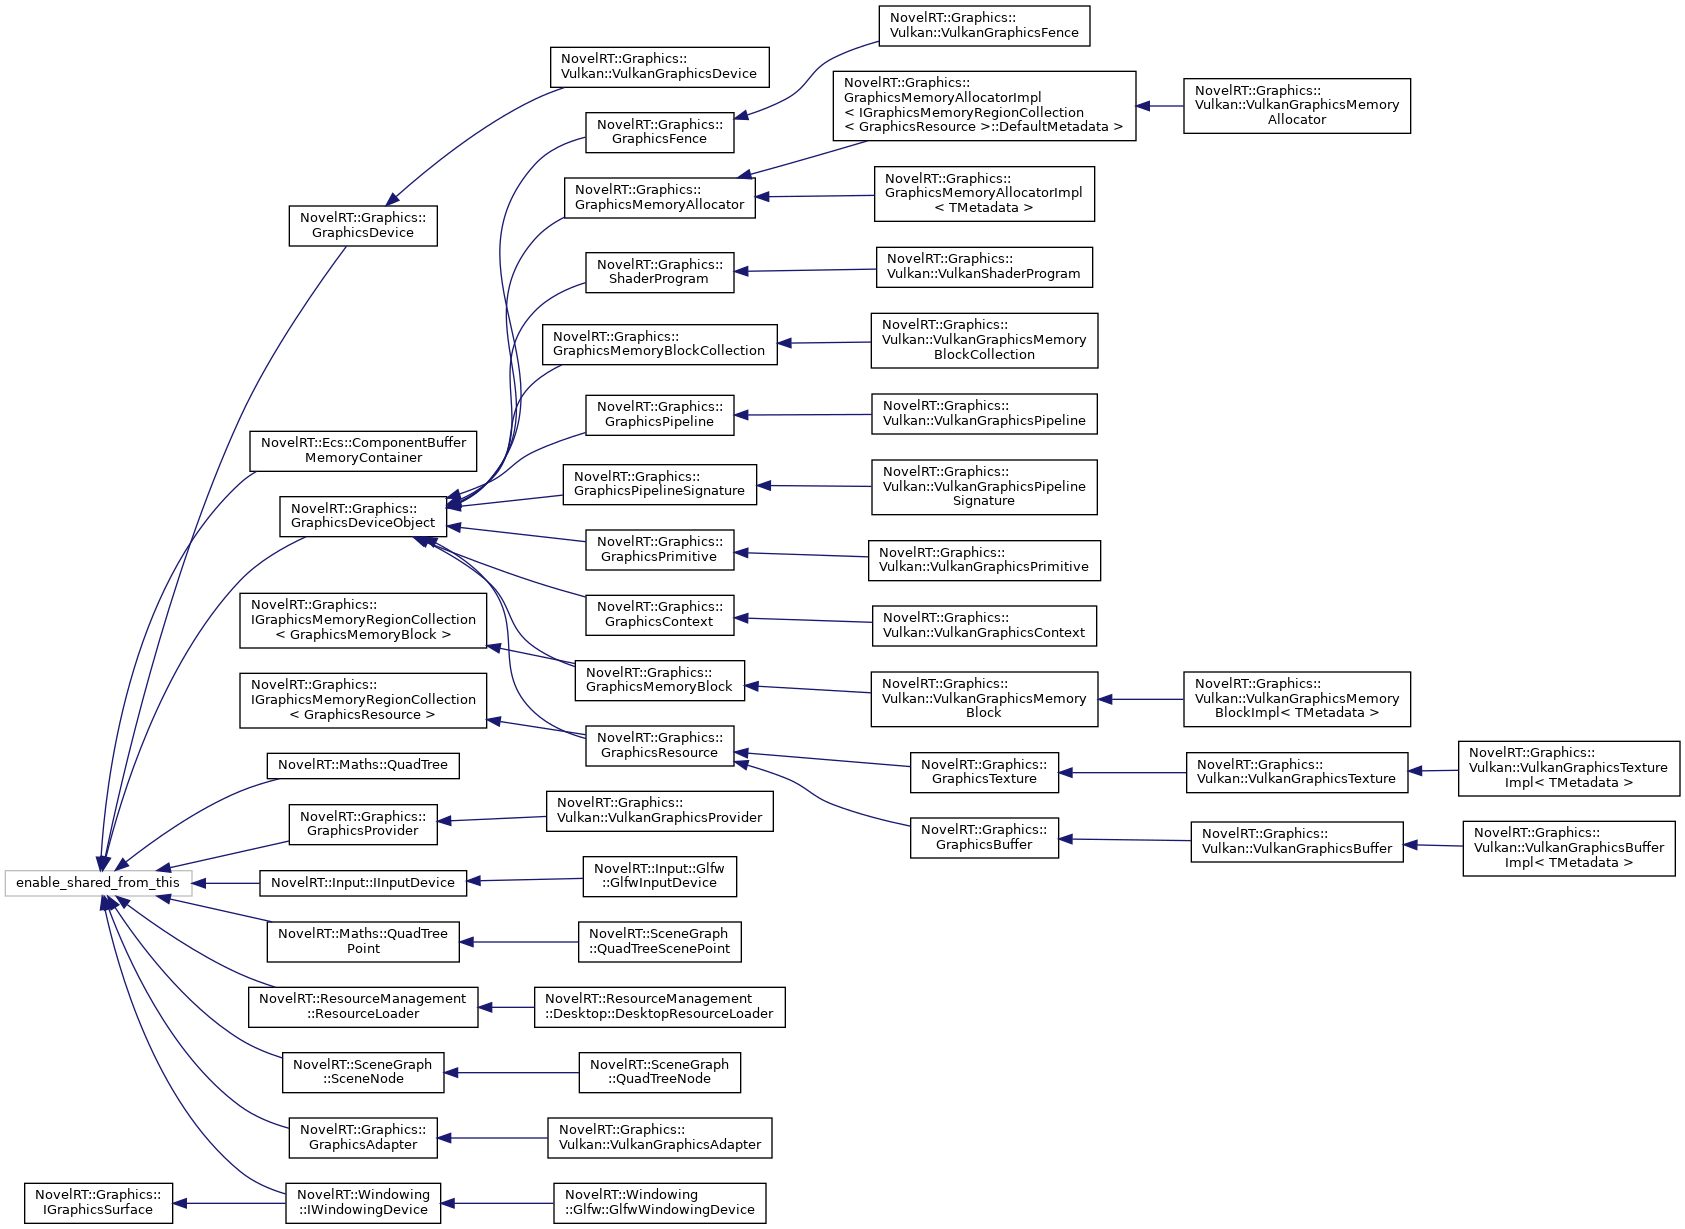 NovelRT::Graphics::
Vulkan::VulkanGraphicsFence
NovelRT::Graphics::
Vulkan::VulkanGraphicsDevice
NovelRT::Graphics::
GraphicsMemoryAllocatorImpl
< IGraphicsMemoryRegionCollection
< GraphicsResource >::DefaultMetadata >
NovelRT::Graphics::
Vulkan::VulkanGraphicsMemory
Allocator
NovelRT::Graphics::
GraphicsFence
NovelRT::Graphics::
GraphicsMemoryAllocator
NovelRT::Graphics::
GraphicsMemoryAllocatorImpl
< TMetadata >
NovelRT::Graphics::
GraphicsDevice
NovelRT::Graphics::
ShaderProgram
NovelRT::Graphics::
Vulkan::VulkanShaderProgram
NovelRT::Graphics::
GraphicsMemoryBlockCollection
NovelRT::Graphics::
Vulkan::VulkanGraphicsMemory
BlockCollection
NovelRT::Graphics::
GraphicsPipeline
NovelRT::Graphics::
Vulkan::VulkanGraphicsPipeline
NovelRT::Ecs::ComponentBuffer
MemoryContainer
NovelRT::Graphics::
GraphicsPipelineSignature
NovelRT::Graphics::
Vulkan::VulkanGraphicsPipeline
Signature
NovelRT::Graphics::
GraphicsDeviceObject
NovelRT::Graphics::
GraphicsPrimitive
NovelRT::Graphics::
Vulkan::VulkanGraphicsPrimitive
NovelRT::Graphics::
IGraphicsMemoryRegionCollection
< GraphicsMemoryBlock >
NovelRT::Graphics::
GraphicsContext
NovelRT::Graphics::
Vulkan::VulkanGraphicsContext
NovelRT::Graphics::
GraphicsMemoryBlock
NovelRT::Graphics::
Vulkan::VulkanGraphicsMemory
Block
NovelRT::Graphics::
Vulkan::VulkanGraphicsMemory
BlockImpl< TMetadata >
NovelRT::Graphics::
IGraphicsMemoryRegionCollection
< GraphicsResource >
NovelRT::Graphics::
GraphicsResource
NovelRT::Graphics::
GraphicsTexture
NovelRT::Graphics::
Vulkan::VulkanGraphicsTexture
NovelRT::Graphics::
Vulkan::VulkanGraphicsTexture
Impl< TMetadata >
NovelRT::Maths::QuadTree
NovelRT::Graphics::
GraphicsProvider
NovelRT::Graphics::
Vulkan::VulkanGraphicsProvider
NovelRT::Graphics::
GraphicsBuffer
NovelRT::Graphics::
Vulkan::VulkanGraphicsBuffer
NovelRT::Graphics::
Vulkan::VulkanGraphicsBuffer
Impl< TMetadata >
enable_shared_from_this
NovelRT::Input::IInputDevice
NovelRT::Input::Glfw
::GlfwInputDevice
NovelRT::Maths::QuadTree
Point
NovelRT::SceneGraph
::QuadTreeScenePoint
NovelRT::ResourceManagement
::ResourceLoader
NovelRT::ResourceManagement
::Desktop::DesktopResourceLoader
NovelRT::SceneGraph
::SceneNode
NovelRT::SceneGraph
::QuadTreeNode
NovelRT::Graphics::
GraphicsAdapter
NovelRT::Graphics::
Vulkan::VulkanGraphicsAdapter
NovelRT::Graphics::
IGraphicsSurface
NovelRT::Windowing
::IWindowingDevice
NovelRT::Windowing
::Glfw::GlfwWindowingDevice